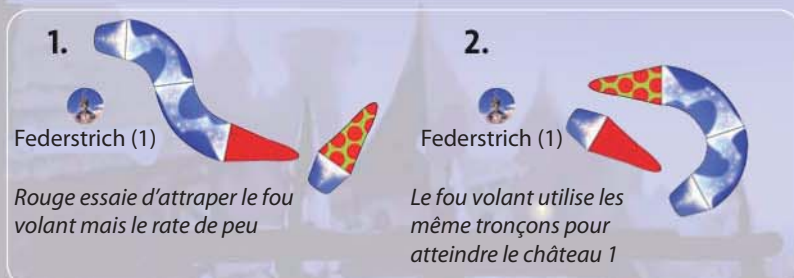 1.
Federstrich (1)
Rouge essaie d'attraper le fou
volant mais le rate de peu
2.
Federstrich (1)
Le fou volant utilise les
même tronçons pour
atteindre le château 1